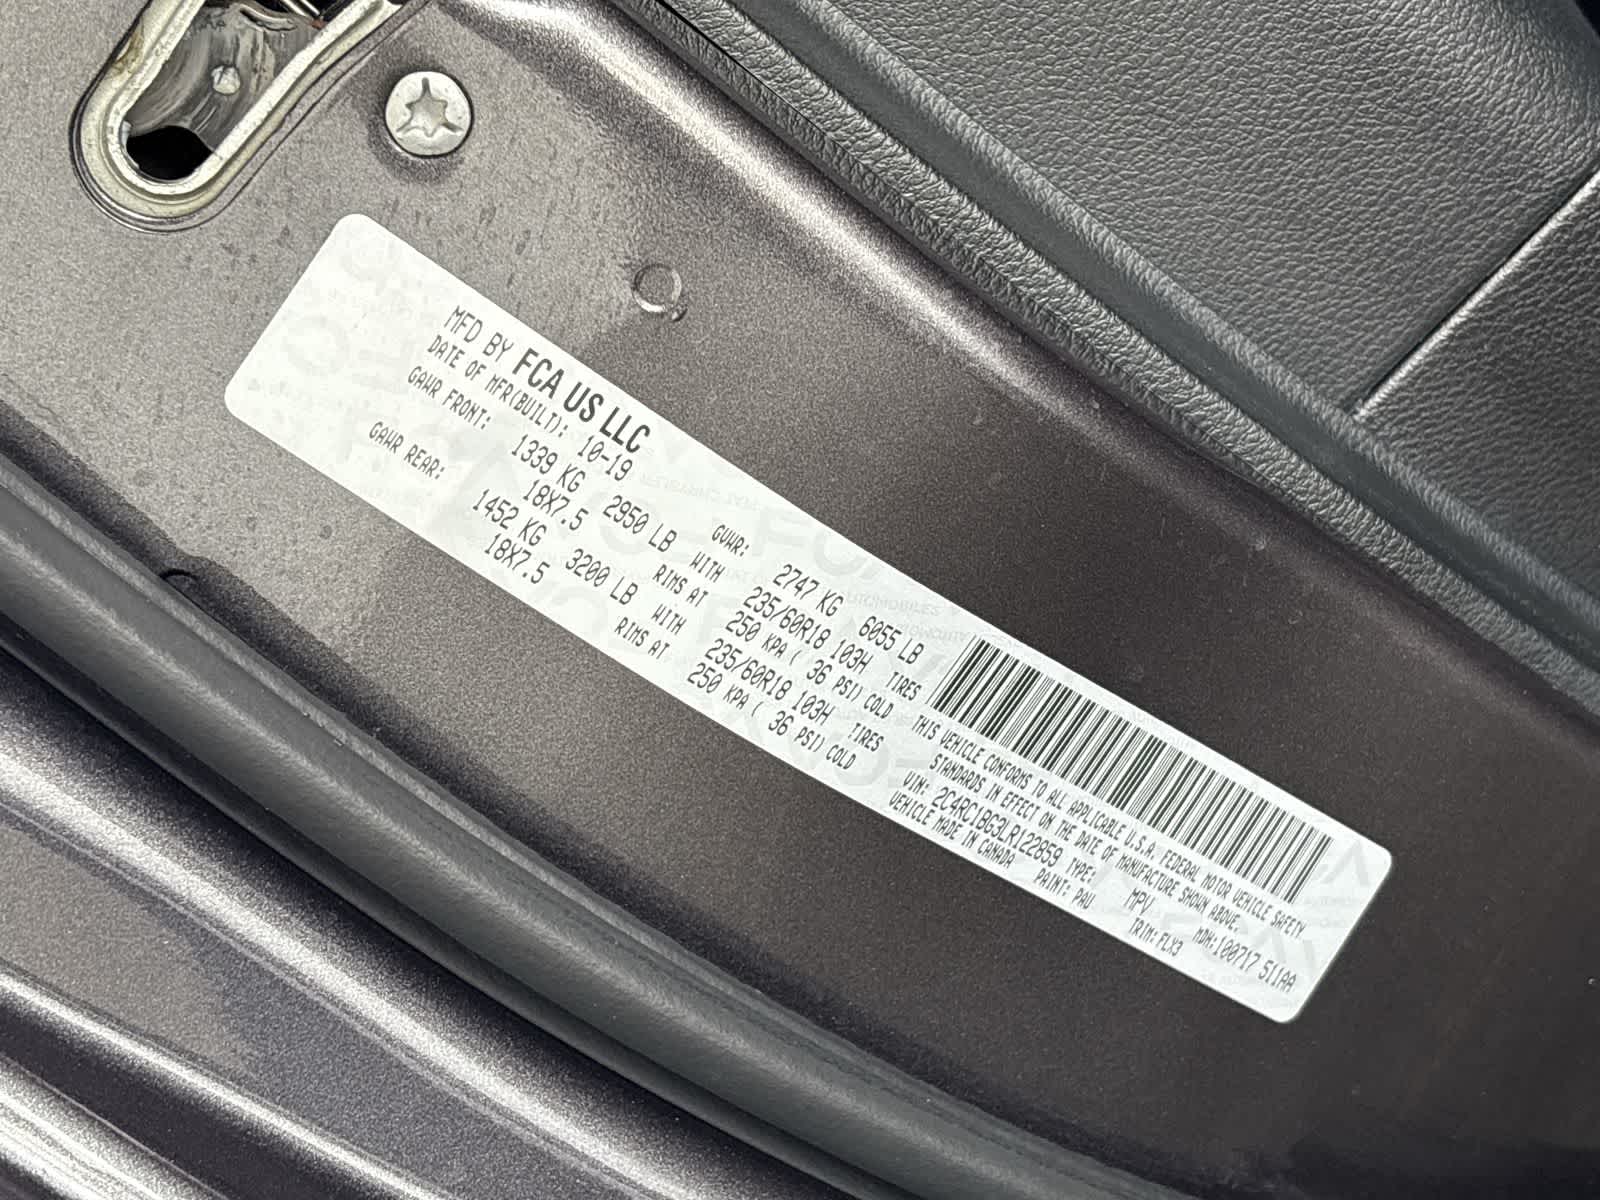 MFD BY FCA US LLC
DATE OF MFR(BUILT): 10-19 GVWR: 2747 KG 6055 LB
GAWR FRONT: 1339 KG 2950 LB WITH 235/60R18 103H TIRES
18X7.5 RIMS AT 250 KPA ( 36 PSI) COLD
GAWR REAR: 1452 KG 3200 LB WITH 235/60R18 103H TIRES
18X7.5 RIMS AT 250 KPA ( 36 PSI) COLD
THIS VEHICLE CONFORMS TO ALL APPLICABLE U.S.A. FEDERAL MOTOR VEHICLE SAFETY
STANDARDS IN EFFECT ON THE DATE OF MANUFACTURE SHOWN ABOVE.
VIN: 2C4RC1BG3LR122859 TYPE: MPV MDH:100717 511AA
VEHICLE MADE IN CANADA PAINT: PAU TRIM:FLX3